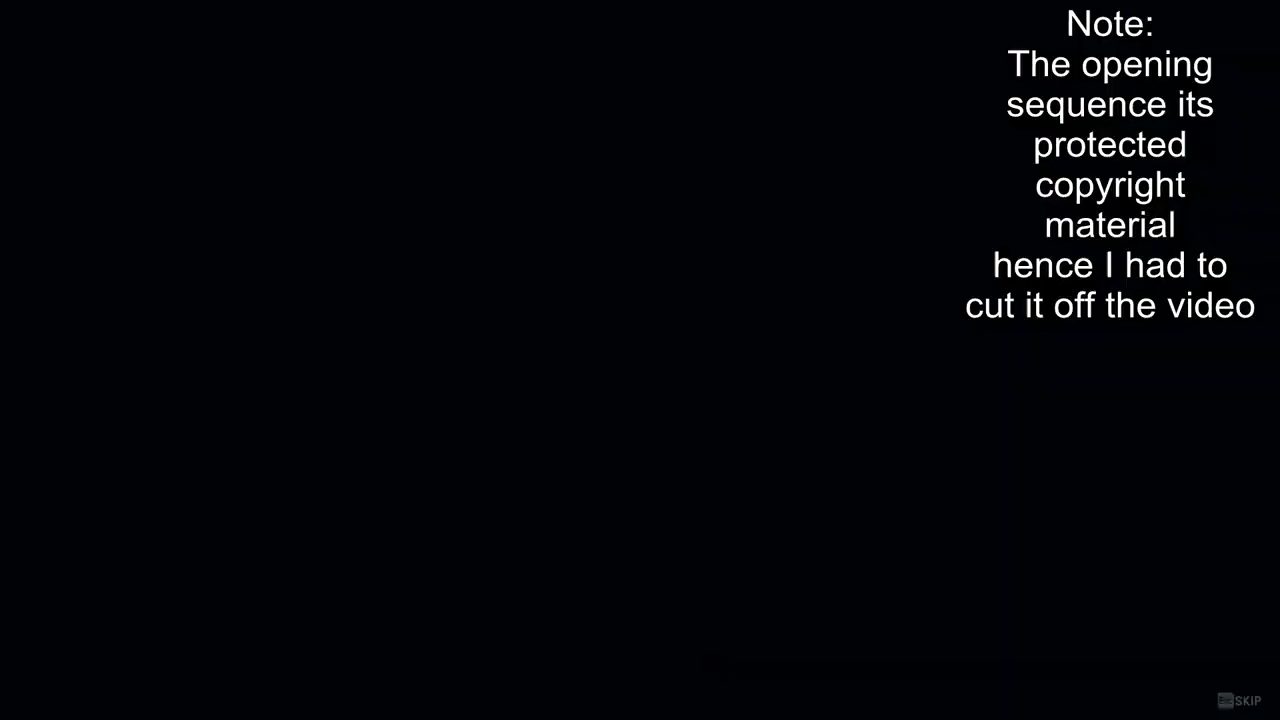 Note:
The opening
sequence its
protected
copyright
material
hence I had to
cut it off the video
SKIP